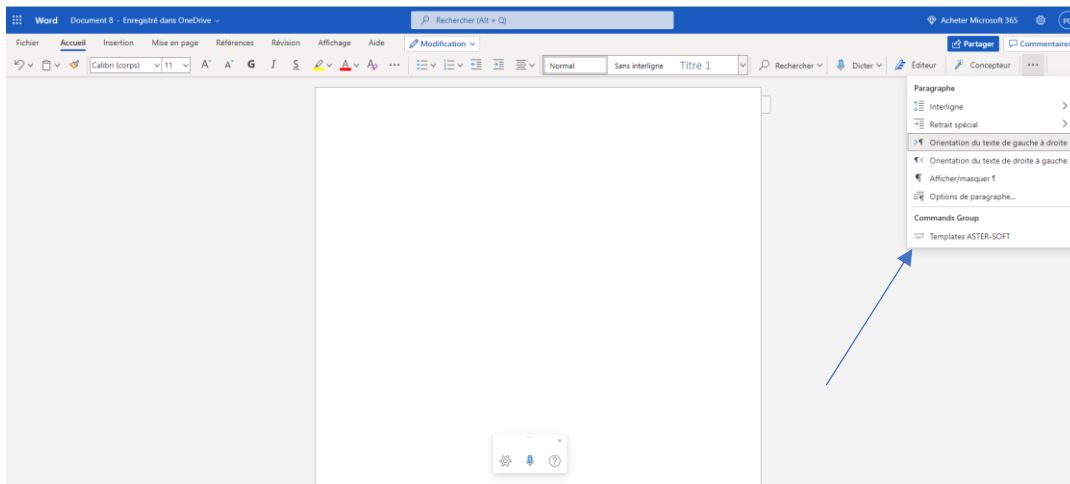 Word Document 8 - Enregistré dans OneDrive Rechercher (Alt + Q) Acheter Microsoft 365
Fichier Accueil Insertion Mise en page Références Révision Affichage Aide Modification Partager Commentaires
Calibri (corps) 11 A A G I S A A ... Normal Sans interligne Titre 1 Rechercher Dicter Éditeur Concepteur ...
Paragraphe
Interligne
Retrait spécial
Orientation du texte de gauche à droite
Orientation du texte de droite à gauche
Afficher/masquer ¶
Options de paragraphe...
Commands Group
Templates ASTER-SOFT